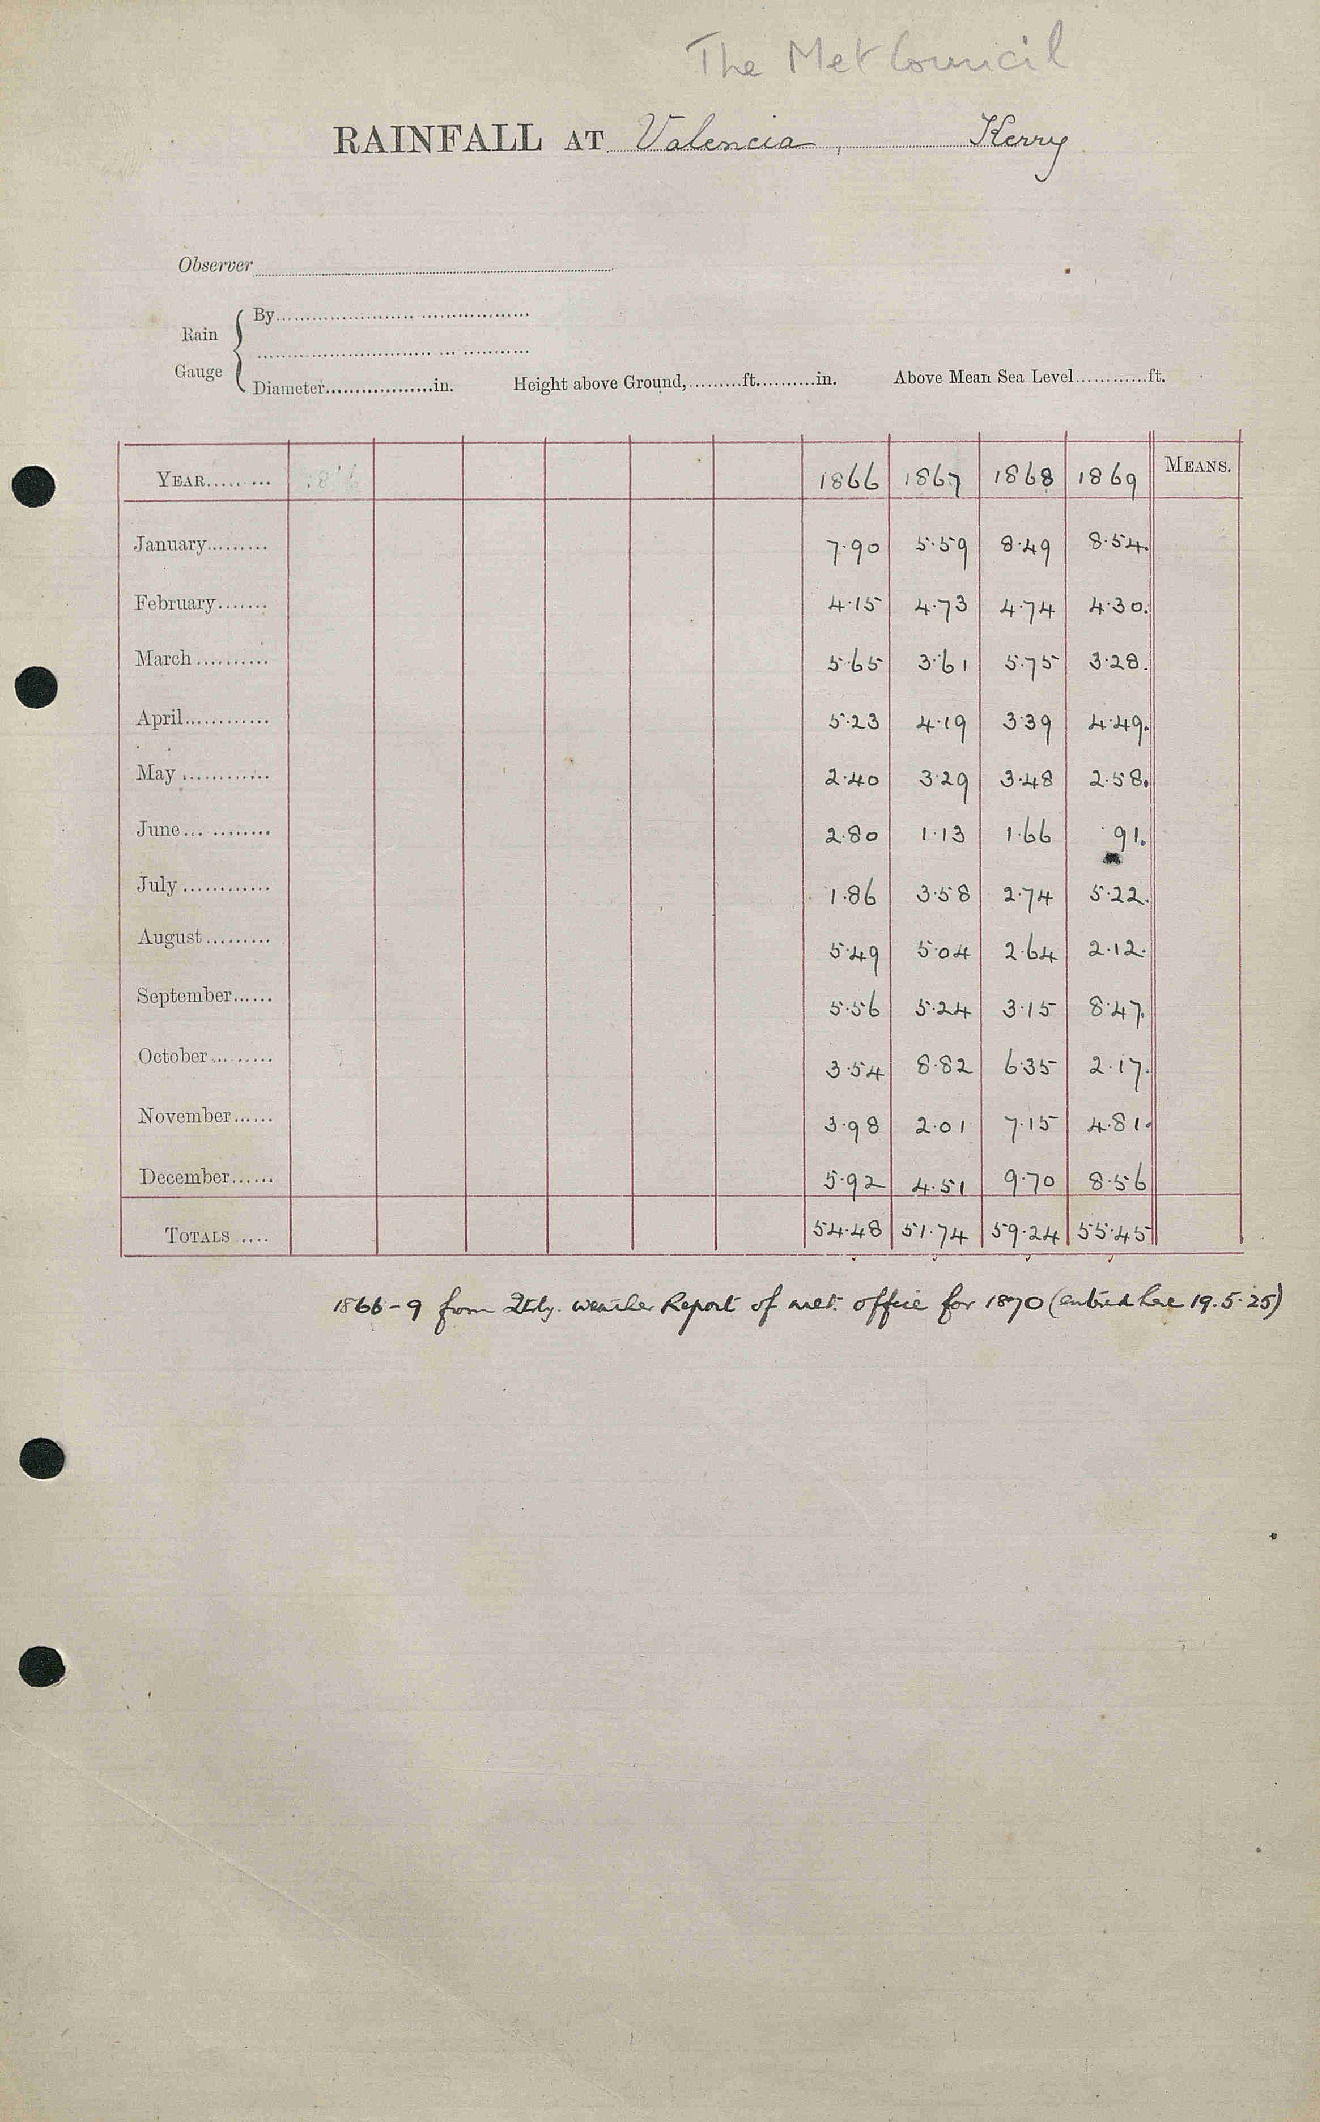 The Met Council
RAINFALL AT Valencia, Kerry
Observer
Rain Gauge { By
Diameter in. Height above Ground, ft. in. Above Mean Sea Level ft.
YEAR 1866 1867 1868 1869 MEANS.
January 7.90 5.59 8.49 8.54
February 4.15 4.73 4.74 4.30
March 5.65 3.61 5.75 3.28
April 5.23 4.19 3.39 4.49
May 2.40 3.29 3.48 2.58
June 2.80 1.13 1.66 .91
July 1.86 3.58 2.74 5.22
August 5.49 5.04 2.64 2.12
September 5.56 5.24 3.15 8.47
October 3.54 8.82 6.35 2.17
November 3.98 2.01 7.15 4.81
December 5.92 4.51 9.70 8.56
TOTALS 54.48 51.74 59.24 55.45
1866-9 from Qtrly. Weather Report of Met. Office for 1870 (entered here 19.5.25)